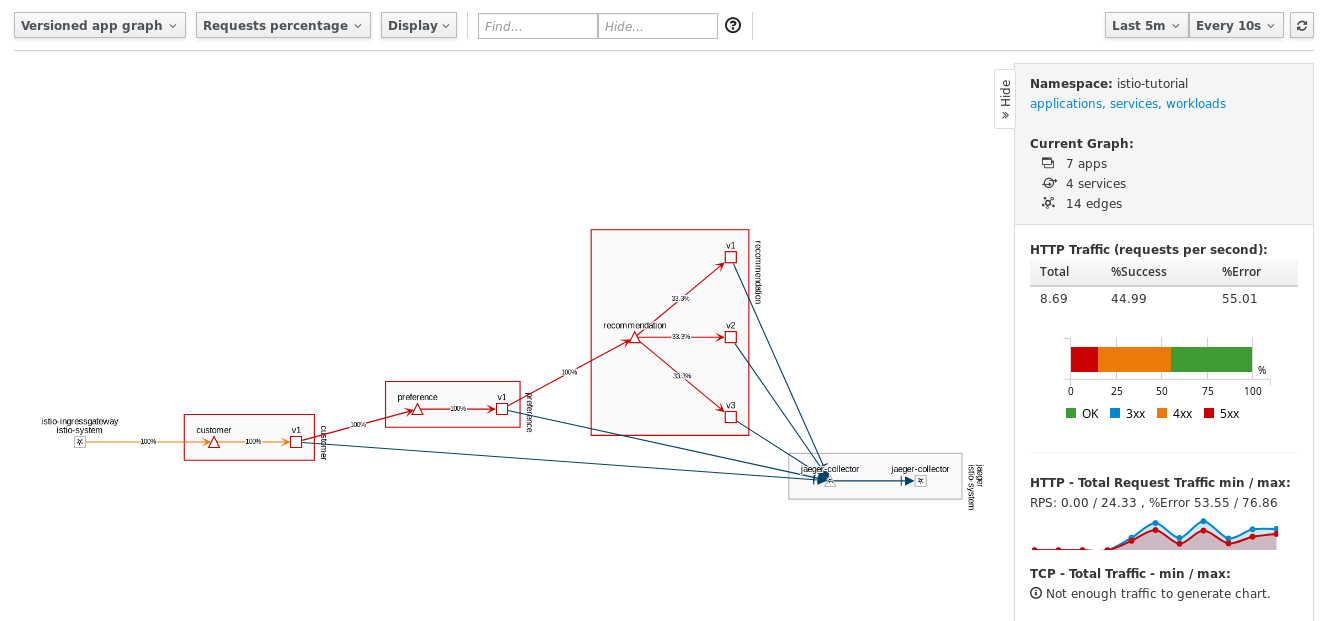 Versioned app graph
Requests percentage
Display
Find...
Hide...
Last 5m
Every 10s
Hide
Namespace: istio-tutorial
applications, services, workloads
Current Graph:
7 apps
4 services
14 edges
HTTP Traffic (requests per second):
Total %Success %Error
8.69 44.99 55.01
%
0 25 50 75 100
OK 3xx 4xx 5xx
HTTP - Total Request Traffic min / max:
RPS: 0.00 / 24.33 , %Error 53.55 / 76.86
TCP - Total Traffic - min / max:
Not enough traffic to generate chart.
istio-ingressgateway
istio-system
100%
customer
100%
v1
customer
100%
preference
100%
v1
preference
100%
recommendation
33.3%
33.3%
33.3%
v1
v2
v3
recommendation
jaeger-collector
jaeger-collector
jaeger
istio-system